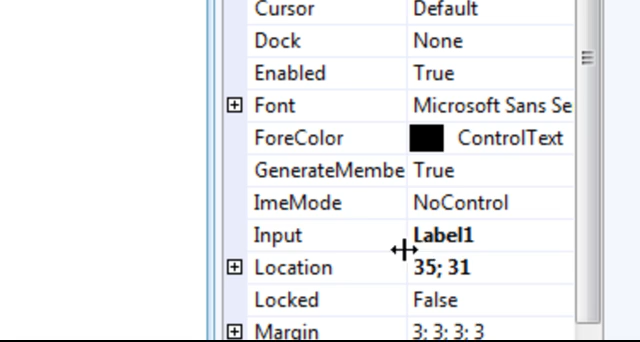 Cursor Default
Dock None
Enabled True
Font Microsoft Sans Se
ForeColor ControlText
GenerateMembe True
ImeMode NoControl
Input Label1
Location 35; 31
Locked False
Margin 3; 3; 3; 3